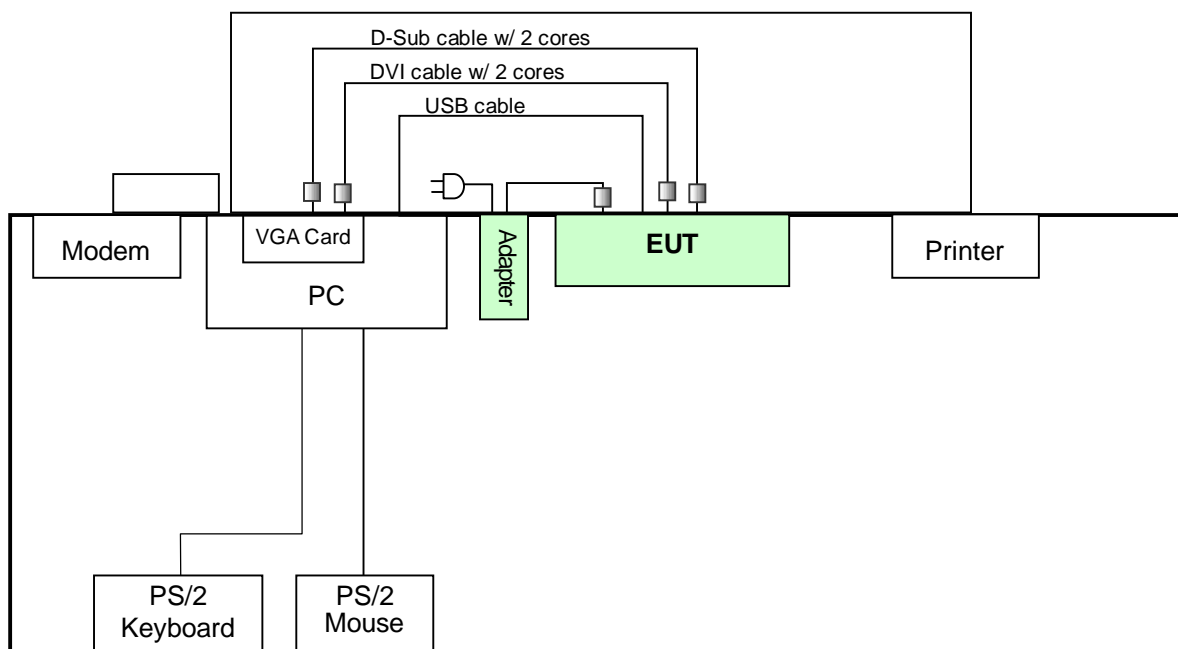 D-Sub cable w/ 2 cores
DVI cable w/ 2 cores
USB cable
Modem
VGA Card
PC
Adapter
EUT
Printer
PS/2
Keyboard
PS/2
Mouse